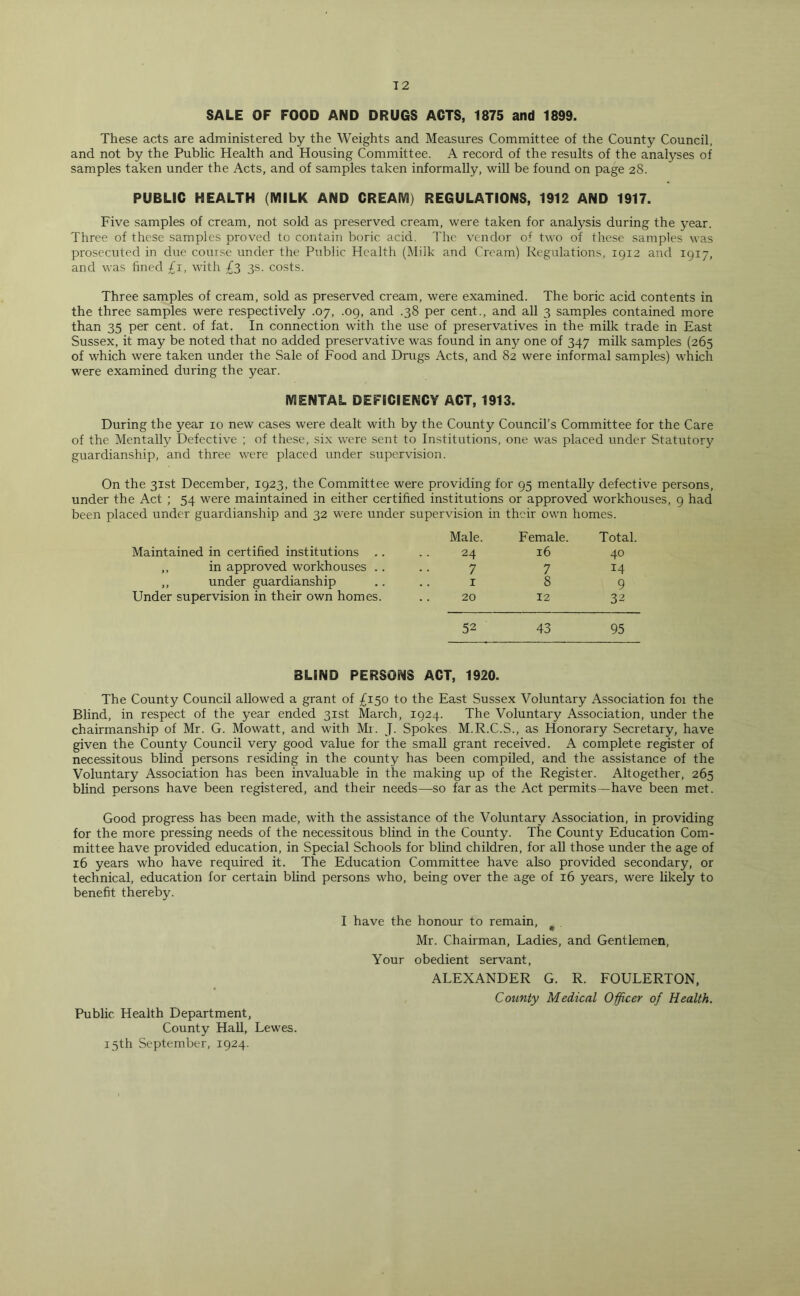 12
SALE OF FOOD AND DRUGS ACTS, 1875 and 1899.
These acts are administered by the Weights and Measures Committee of the County Council,
and not by the Public Health and Housing Committee. A record of the results of the analyses of
samples taken under the Acts, and of samples taken informally, will be found on page 28.
PUBLIC HEALTH (MILK AND CREAM) REGULATIONS, 1912 AND 1917.
Five samples of cream, not sold as preserved cream, were taken for analysis during the year.
Three of these samples proved to contain boric acid. The vendor of two of these samples was
prosecuted in due course under the Public Health (Milk and Cream) Regulations, 1912 and 1917,
and was fined £1, with £3 3s. costs.
Three samples of cream, sold as preserved cream, were examined. The boric acid contents in
the three samples were respectively .07, .09, and .38 per cent., and all 3 samples contained more
than 35 per cent. of fat. In connection with the use of preservatives in the milk trade in East
Sussex, it may be noted that no added preservative was found in any one of 347 milk samples (265
of which were taken under the Sale of Food and Drugs Acts, and 82 were informal samples) which
were examined during the year.
MENTAL DEFICIENCY ACT, 1913.
During the year 10 new cases were dealt with by the County Council's Committee for the Care
of the Mentally Defective ; of these, six were sent to Institutions, one was placed under Statutory
guardianship, and three were placed under supervision.
On the 31st December, 1923, the Committee were providing for 95 mentally defective persons,
under the Act ; 54 were maintained in either certified institutions or approved workhouses, 9 had
been placed under guardianship and 32 were under supervision in their own homes.
Male. Female. Total.
Maintained in certified institutions .. .. 24 16 40
,, in approved workhouses .. .. 7 7 14
,, under guardianship .. .. 1 8 9
Under supervision in their own homes. .. 20 12 32
52 43 95
BLIND PERSONS ACT, 1920.
The County Council allowed a grant of £150 to the East Sussex Voluntary Association for the
Blind, in respect of the year ended 31st March, 1924. The Voluntary Association, under the
chairmanship of Mr. G. Mowatt, and with Mr. J. Spokes M.R.C.S., as Honorary Secretary, have
given the County Council very good value for the small grant received. A complete register of
necessitous blind persons residing in the county has been compiled, and the assistance of the
Voluntary Association has been invaluable in the making up of the Register. Altogether, 265
blind persons have been registered, and their needs—so far as the Act permits—have been met.
Good progress has been made, with the assistance of the Voluntary Association, in providing
for the more pressing needs of the necessitous blind in the County. The County Education Com-
mittee have provided education, in Special Schools for blind children, for all those under the age of
16 years who have required it. The Education Committee have also provided secondary, or
technical, education for certain blind persons who, being over the age of 16 years, were likely to
benefit thereby.
I have the honour to remain,
Mr. Chairman, Ladies, and Gentlemen,
Your obedient servant,
ALEXANDER G. R. FOULERTON,
County Medical Officer of Health.
Public Health Department,
County Hall, Lewes.
15th September, 1924.